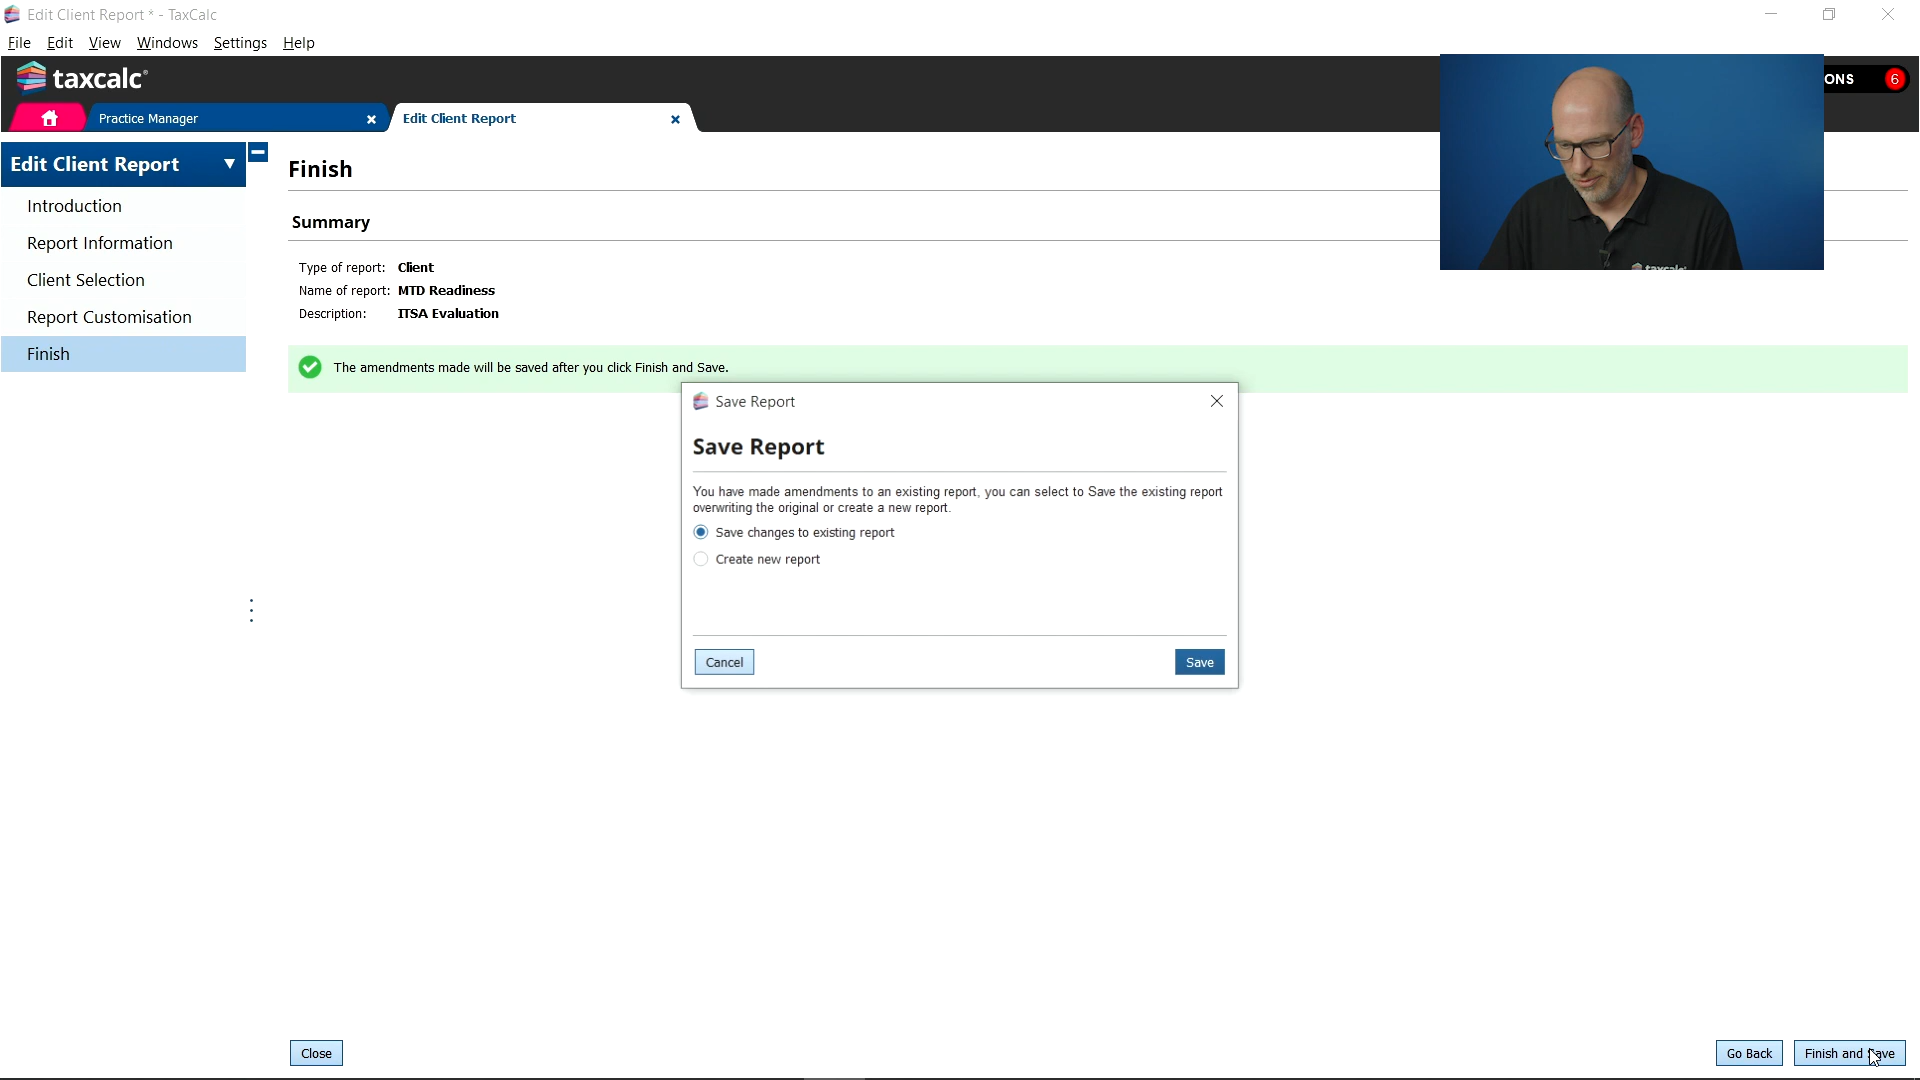 Edit Client Report * - TaxCalc
File Edit View Windows Settings Help
taxcalc
ONS 6
Practice Manager
Edit Client Report
Edit Client Report
Introduction
Report Information
Client Selection
Report Customisation
Finish
Finish
Summary
Type of report: Client
Name of report: MTD Readiness
Description: ITSA Evaluation
The amendments made will be saved after you click Finish and Save.
Save Report
Save Report
You have made amendments to an existing report, you can select to Save the existing report
overwriting the original or create a new report.
Save changes to existing report
Create new report
Cancel
Save
Close
Go Back
Finish and Save
taxcalc